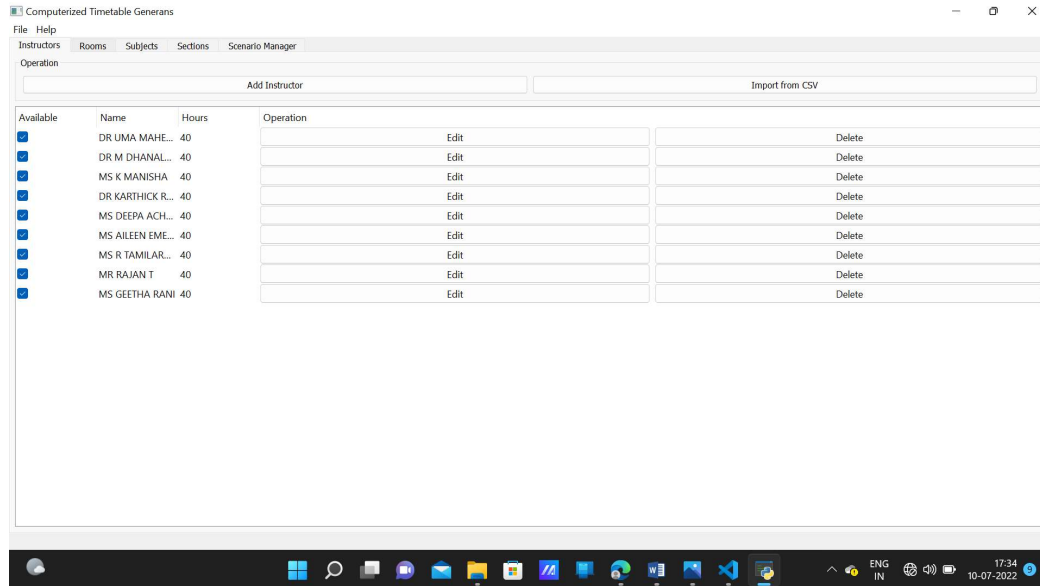 Computerized Timetable Generans
File Help
Instructors Rooms Subjects Sections Scenario Manager
Operation
Add Instructor Import from CSV
Available Name Hours Operation
DR UMA MAHE... 40 Edit Delete
DR M DHANAL... 40 Edit Delete
MS K MANISHA 40 Edit Delete
DR KARTHICK R... 40 Edit Delete
MS DEEPA ACH... 40 Edit Delete
MS AILEEN EME... 40 Edit Delete
MS R TAMILAR... 40 Edit Delete
MR RAJAN T 40 Edit Delete
MS GEETHA RANI 40 Edit Delete
ENG 17:34
IN 10-07-2022 9